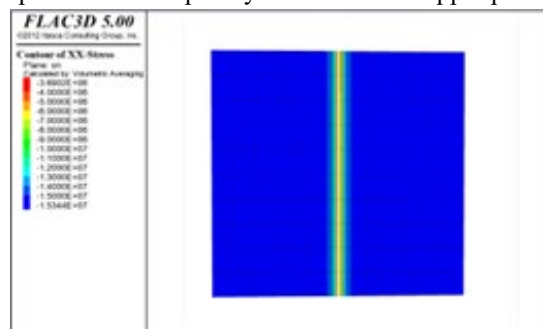 FLAC3D 5.00
©2012 Itasca Consulting Group, Inc.
Contour of XX-Stress
Plane: on
Calculated by: Volumetric Averaging
-4.0000E+06
-5.0000E+06
-6.0000E+06
-7.0000E+06
-8.0000E+06
-9.0000E+06
-1.0000E+07
-1.1000E+07
-1.2000E+07
-1.3000E+07
-1.4000E+07
-1.5000E+07
-1.5344E+07